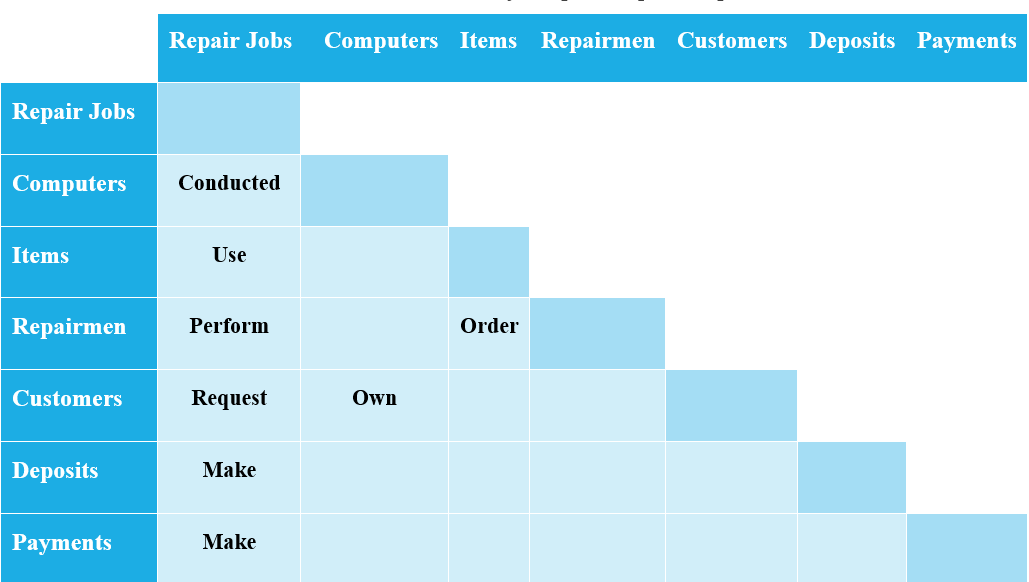 Repair Jobs Computers Items Repairmen Customers Deposits Payments
Repair Jobs
Computers Conducted
Items Use
Repairmen Perform Order
Customers Request Own
Deposits Make
Payments Make